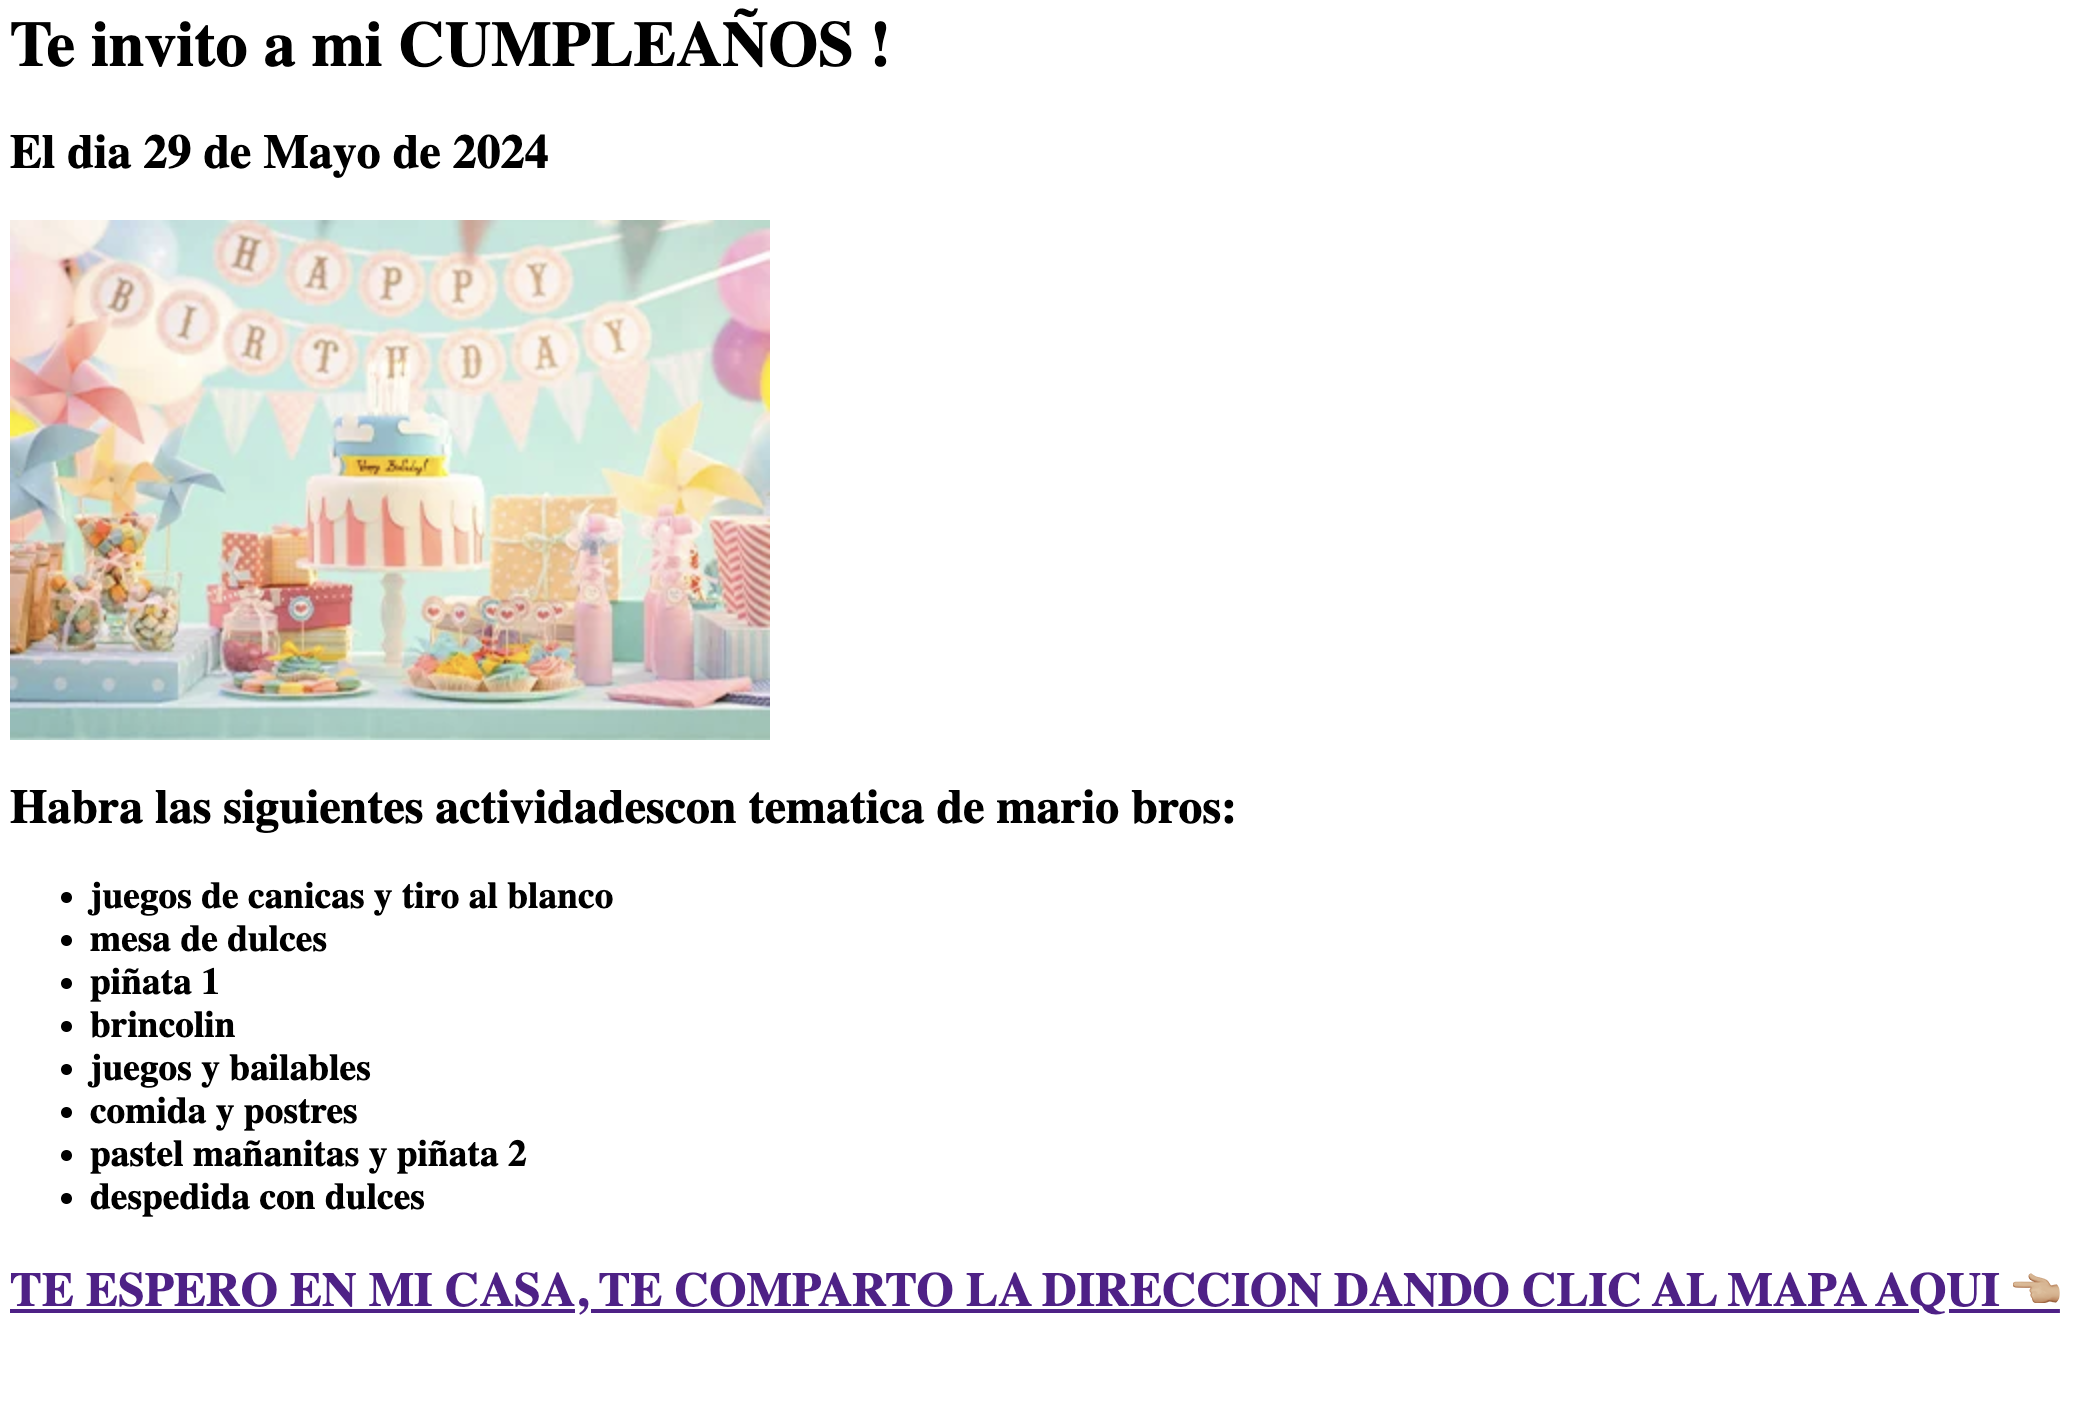 Te invito a mi CUMPLEAÑOS !
El dia 29 de Mayo de 2024
HAPPY
BIRTHDAY
Happy Birthday!
Habra las siguientes actividadescon tematica de mario bros:
• juegos de canicas y tiro al blanco
• mesa de dulces
• piñata 1
• brincolin
• juegos y bailables
• comida y postres
• pastel mañanitas y piñata 2
• despedida con dulces
TE ESPERO EN MI CASA, TE COMPARTO LA DIRECCION DANDO CLIC AL MAPA AQUI 👈🏼